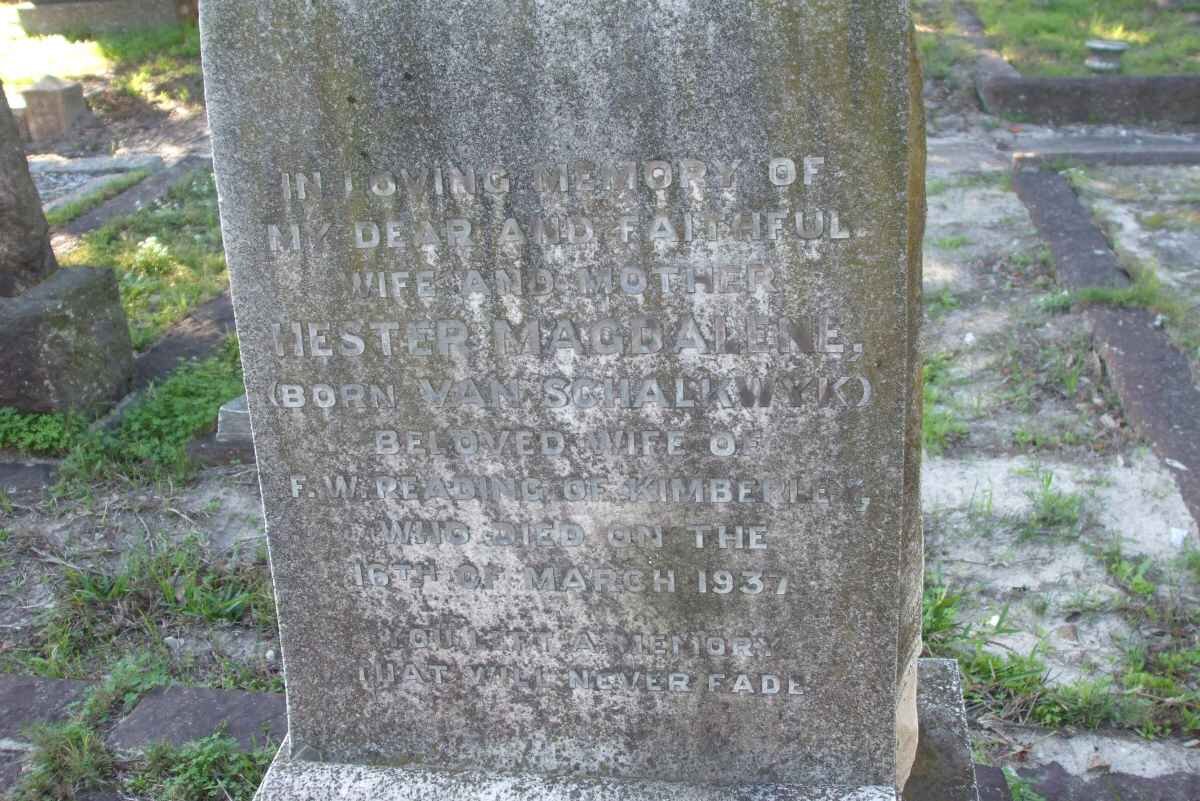 IN LOVING MEMORY OF
MY DEAR AND FAITHFUL
WIFE AND MOTHER
HESTER MAGDALENE,
(BORN VAN SCHALKWYK)
BELOVED WIFE OF
F.W. READING OF KIMBERLEY,
WHO DIED ON THE
16TH OF MARCH 1937
A MEMORY
THAT WILL NEVER FADE